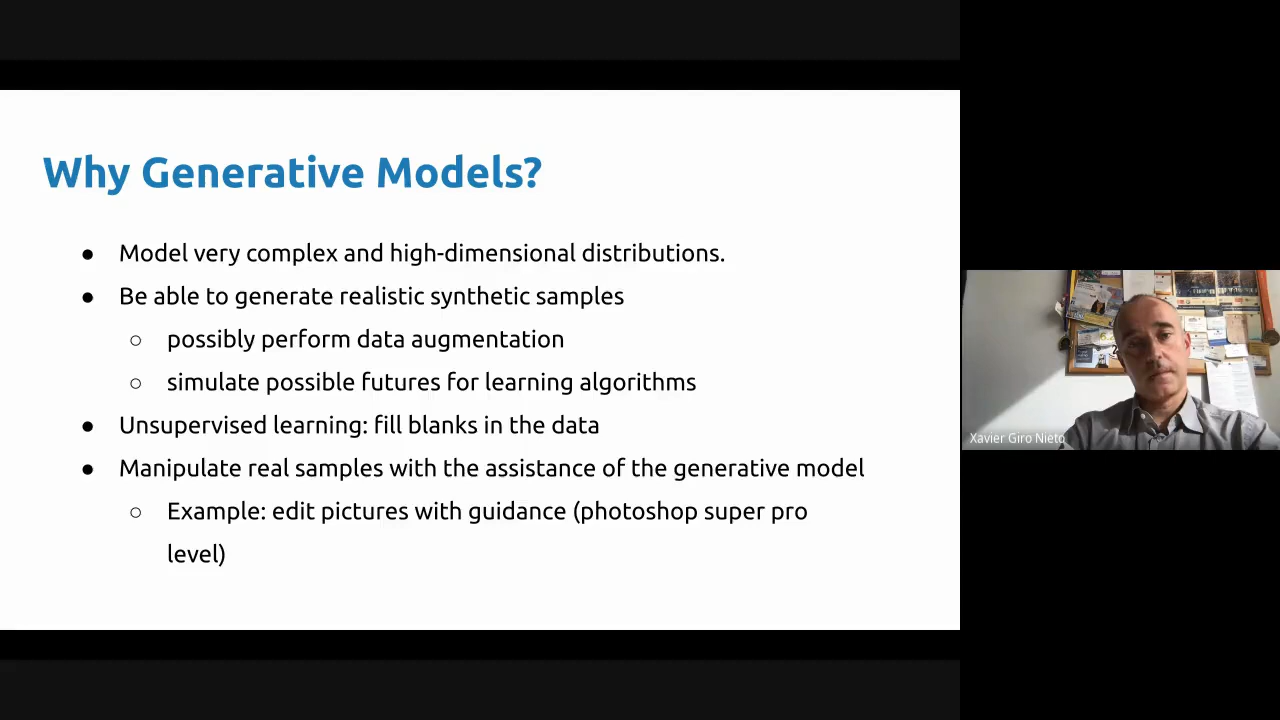 Why Generative Models?
● Model very complex and high-dimensional distributions.
● Be able to generate realistic synthetic samples
○ possibly perform data augmentation
○ simulate possible futures for learning algorithms
● Unsupervised learning: fill blanks in the data
● Manipulate real samples with the assistance of the generative model
○ Example: edit pictures with guidance (photoshop super pro
level)
Xavier Giro Nieto